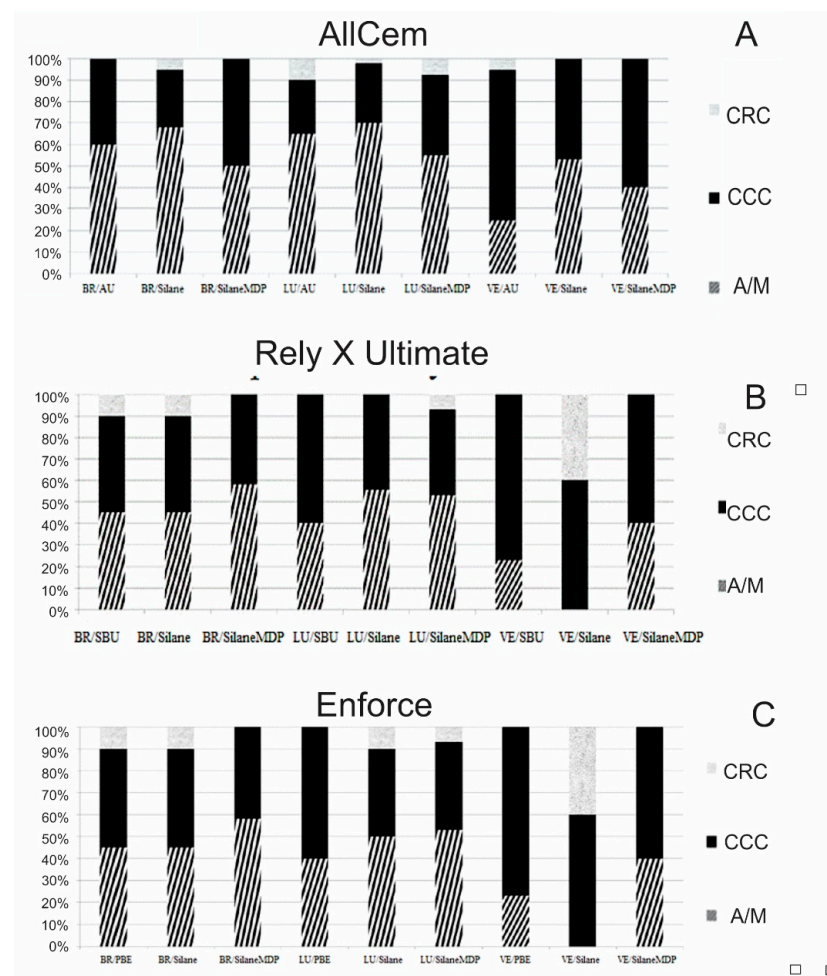 AllCem
A
100%
90%
80%
70%
60%
50%
40%
30%
20%
10%
0%
BR/AU BR/Silane BR/SilaneMDP LU/AU LU/Silane LU/SilaneMDP VE/AU VE/Silane VE/SilaneMDP
CRC
CCC
A/M
Rely X Ultimate
B
100%
90%
80%
70%
60%
50%
40%
30%
20%
10%
0%
BR/SBU BR/Silane BR/SilaneMDP LU/SBU LU/Silane LU/SilaneMDP VE/SBU VE/Silane VE/SilaneMDP
CRC
CCC
A/M
Enforce
C
100%
90%
80%
70%
60%
50%
40%
30%
20%
10%
0%
BR/PBE BR/Silane BR/SilaneMDP LU/PBE LU/Silane LU/SilaneMDP VE/PBE VE/Silane VE/SilaneMDP
CRC
CCC
A/M